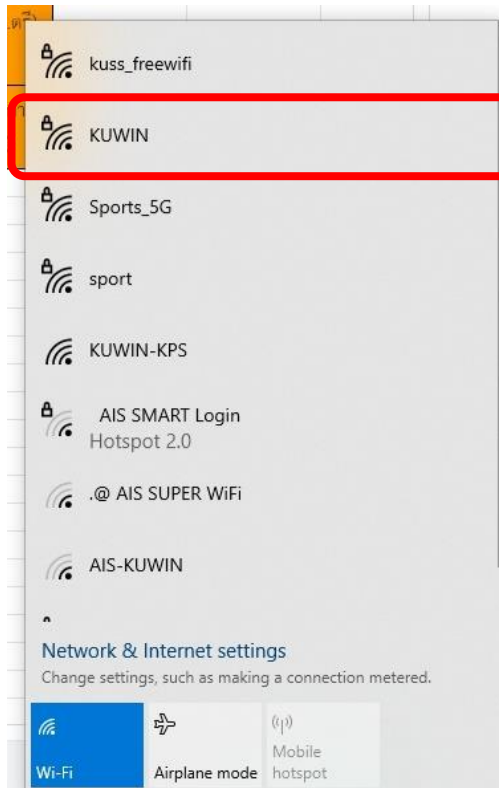 kuss_freewifi
KUWIN
Sports_5G
sport
KUWIN-KPS
AIS SMART Login
Hotspot 2.0
.@ AIS SUPER WiFi
AIS-KUWIN
Network & Internet settings
Change settings, such as making a connection metered.
Wi-Fi
Airplane mode
Mobile
hotspot